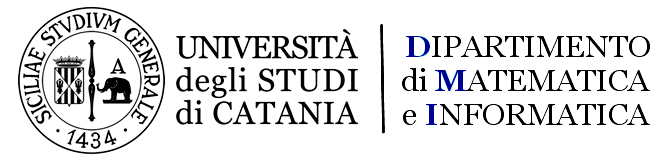 SICILIAE STVDIVM GENERALE
· 1434 ·
A
UNIVERSITÀ
degli STUDI
di CATANIA
DIPARTIMENTO
di MATEMATICA
e INFORMATICA